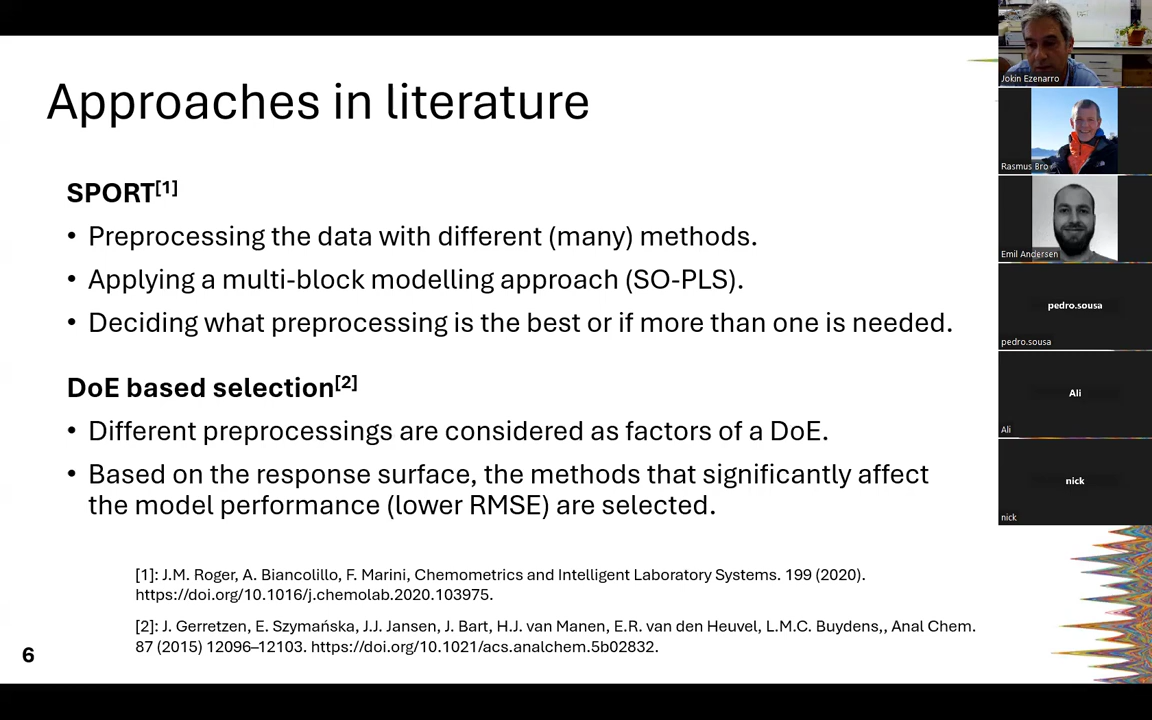 Approaches in literature
SPORT[1]
• Preprocessing the data with different (many) methods.
• Applying a multi-block modelling approach (SO-PLS).
• Deciding what preprocessing is the best or if more than one is needed.
DoE based selection[2]
• Different preprocessings are considered as factors of a DoE.
• Based on the response surface, the methods that significantly affect
the model performance (lower RMSE) are selected.
[1]: J.M. Roger, A. Biancolillo, F. Marini, Chemometrics and Intelligent Laboratory Systems. 199 (2020).
https://doi.org/10.1016/j.chemolab.2020.103975.
[2]: J. Gerretzen, E. Szymańska, J.J. Jansen, J. Bart, H.J. van Manen, E.R. van den Heuvel, L.M.C. Buydens,, Anal Chem.
87 (2015) 12096–12103. https://doi.org/10.1021/acs.analchem.5b02832.
6
Jokin Ezenarro
Rasmus Bro
Emil Andersen
pedro.sousa
pedro.sousa
Ali
Ali
nick
nick